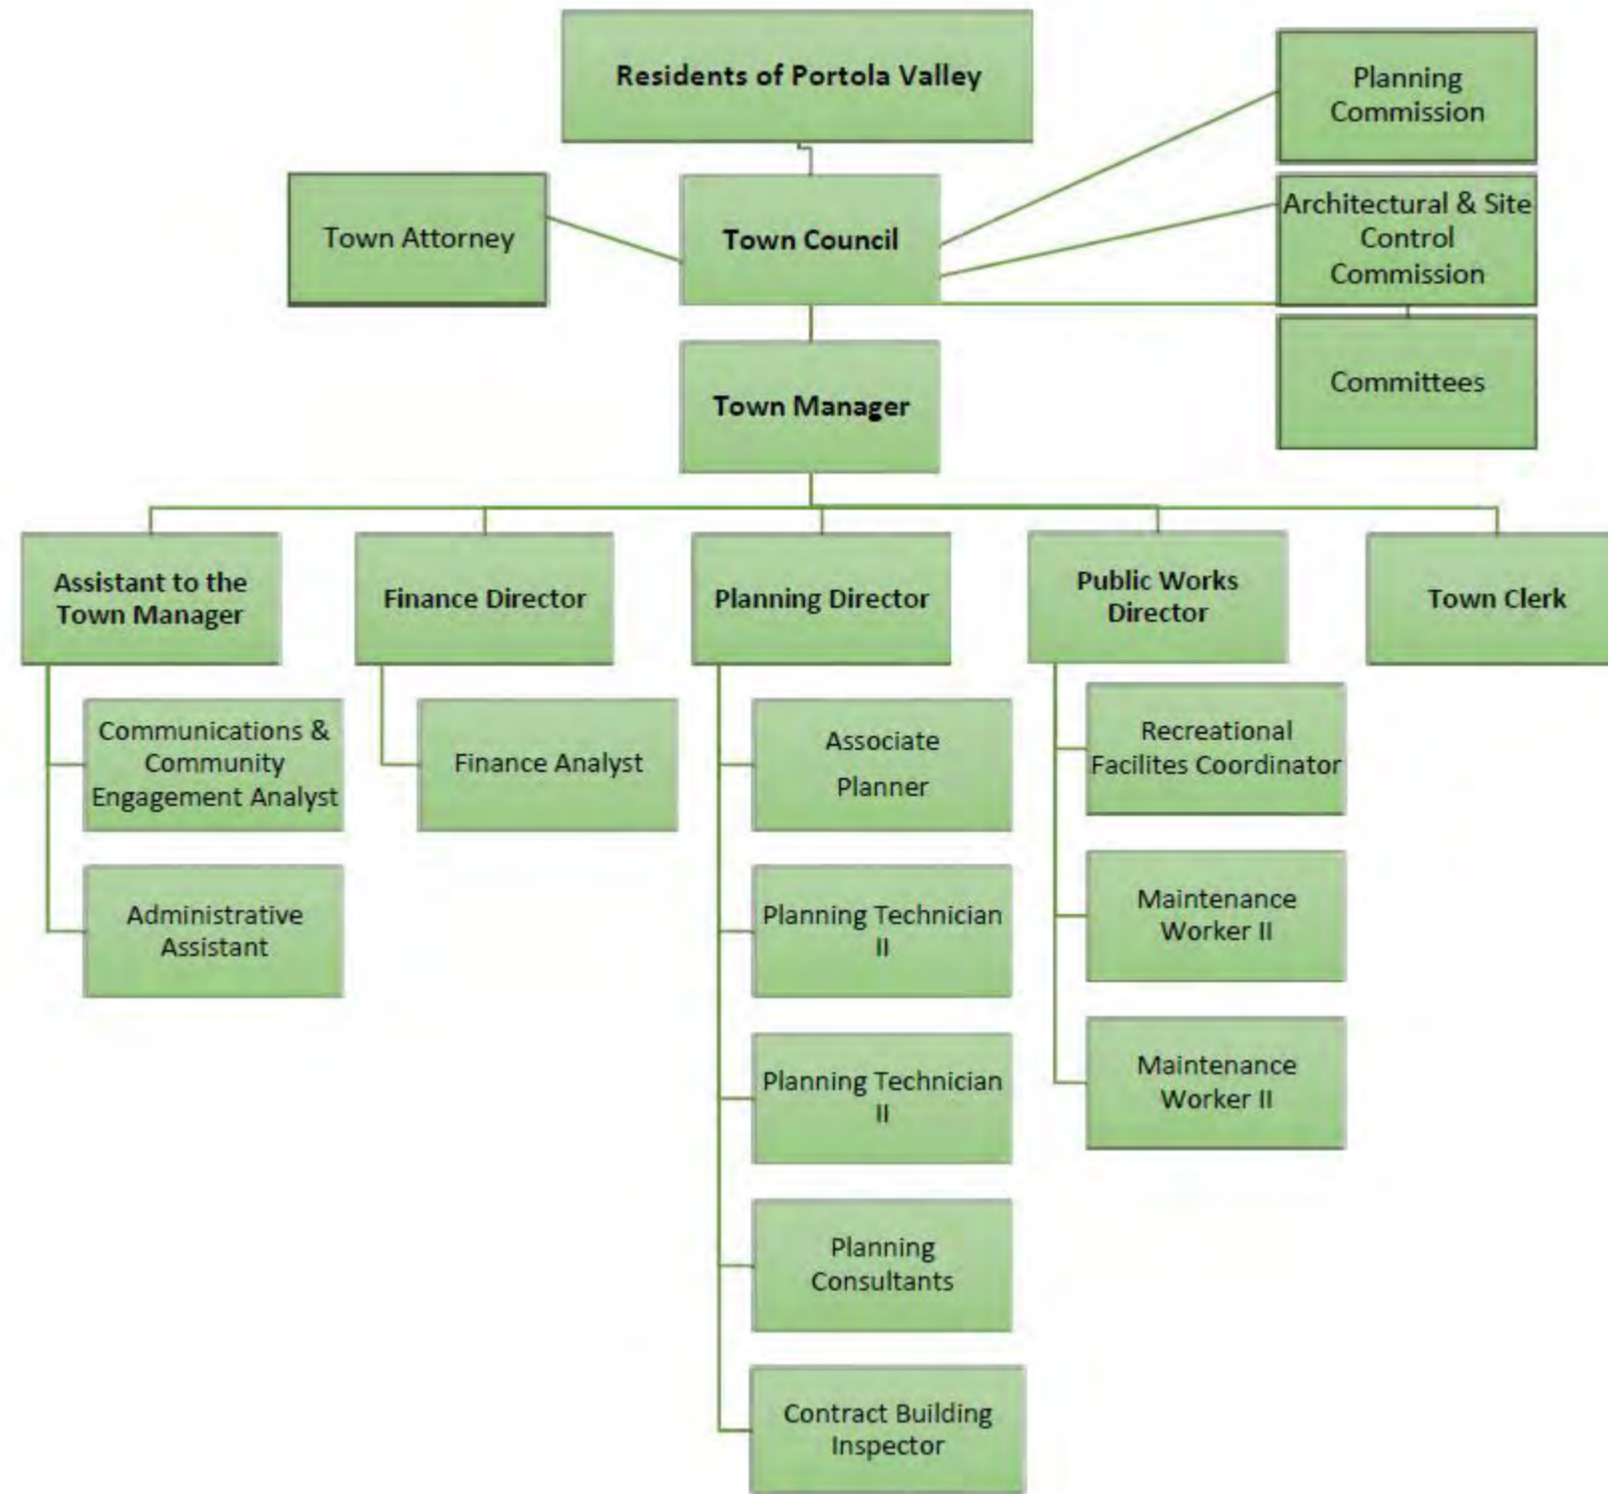 Residents of Portola Valley
Planning
Commission
Town Attorney
Town Council
Architectural & Site
Control
Commission
Town Manager
Committees
Assistant to the
Town Manager
Finance Director
Planning Director
Public Works
Director
Town Clerk
Communications &
Community
Engagement Analyst
Administrative
Assistant
Finance Analyst
Associate
Planner
Planning Technician
II
Planning Technician
II
Planning
Consultants
Contract Building
Inspector
Recreational
Facilites Coordinator
Maintenance
Worker II
Maintenance
Worker II